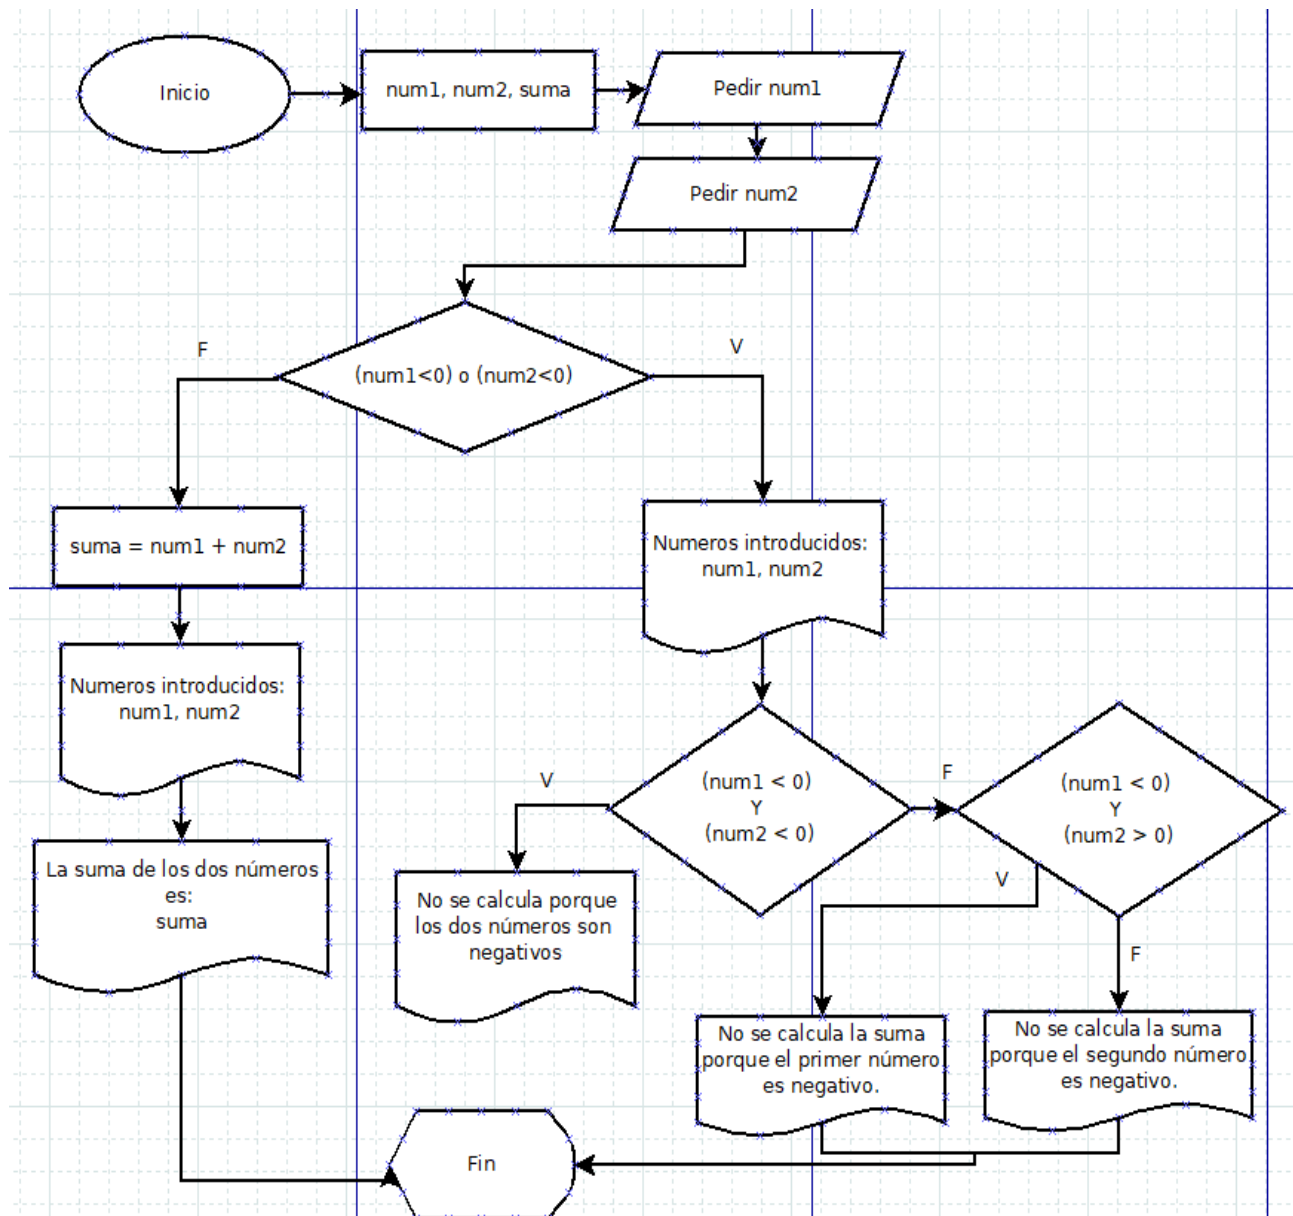 Inicio
num1, num2, suma
Pedir num1
Pedir num2
(num1<0) o (num2<0)
F
V
suma = num1 + num2
Numeros introducidos:
num1, num2
La suma de los dos números
es:
suma
Numeros introducidos:
num1, num2
(num1 < 0)
Y
(num2 < 0)
V
F
No se calcula porque
los dos números son
negativos
(num1 < 0)
Y
(num2 > 0)
V
F
No se calcula la suma
porque el primer número
es negativo.
No se calcula la suma
porque el segundo número
es negativo.
Fin